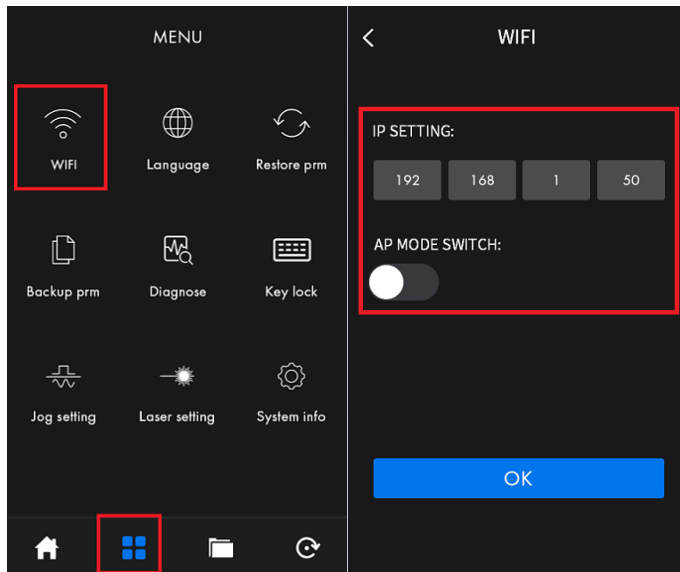 MENU
WIFI
Language
Restore prm
Backup prm
Diagnose
Key lock
Jog setting
Laser setting
System info
WIFI
IP SETTING:
192 168 1 50
AP MODE SWITCH:
OK